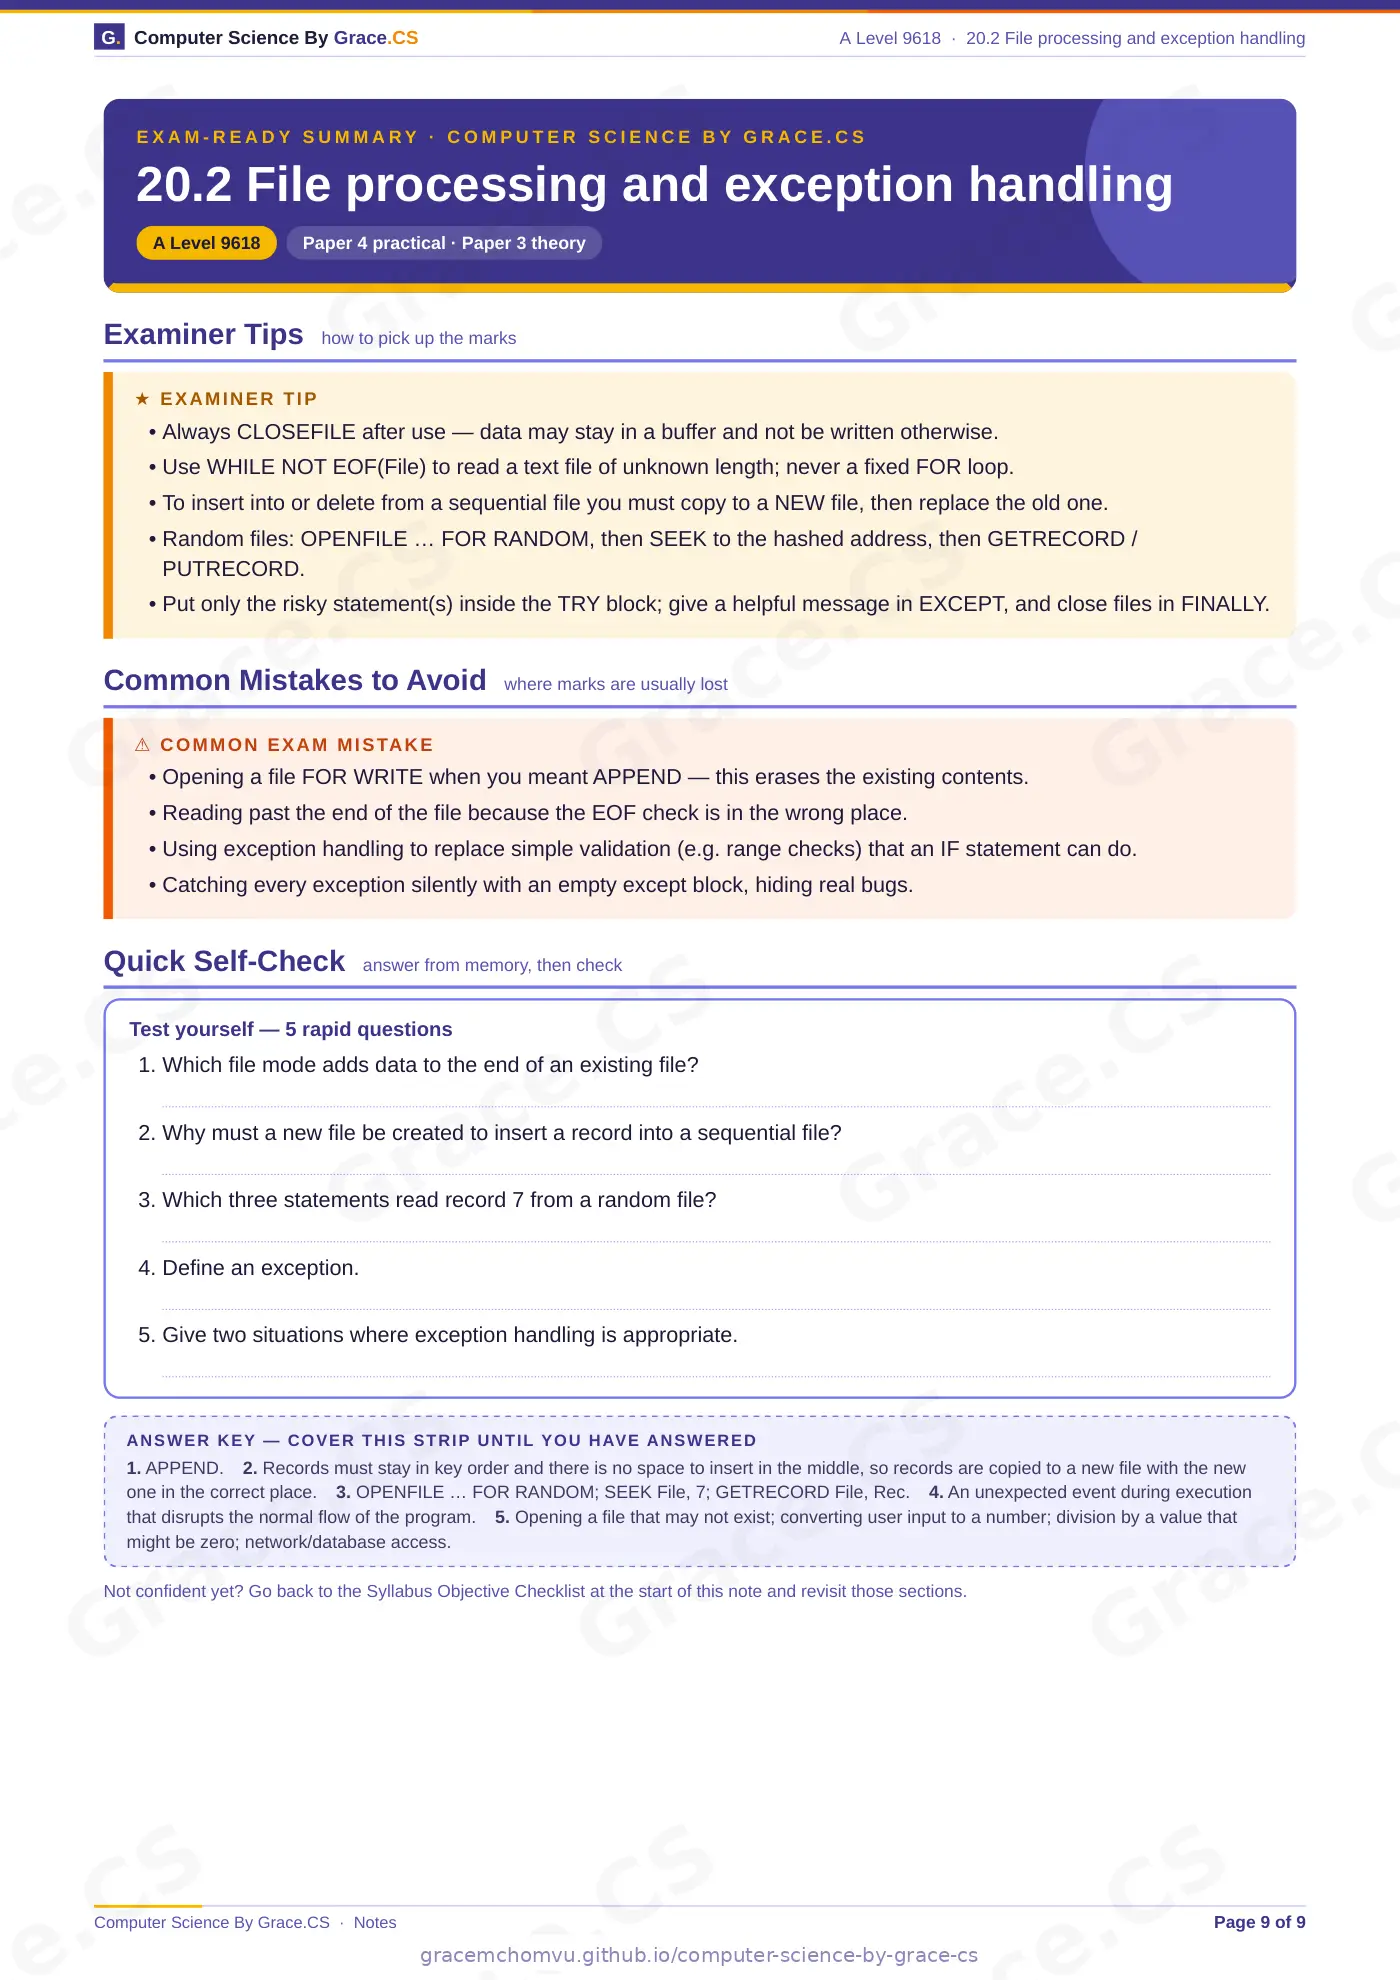 G. Computer Science By Grace.CS
A Level 9618 · 20.2 File processing and exception handling
EXAM-READY SUMMARY · COMPUTER SCIENCE BY GRACE.CS
20.2 File processing and exception handling
A Level 9618
Paper 4 practical · Paper 3 theory
Examiner Tips how to pick up the marks
★ EXAMINER TIP
• Always CLOSEFILE after use — data may stay in a buffer and not be written otherwise.
• Use WHILE NOT EOF(File) to read a text file of unknown length; never a fixed FOR loop.
• To insert into or delete from a sequential file you must copy to a NEW file, then replace the old one.
• Random files: OPENFILE … FOR RANDOM, then SEEK to the hashed address, then GETRECORD /
PUTRECORD.
• Put only the risky statement(s) inside the TRY block; give a helpful message in EXCEPT, and close files in FINALLY.
Common Mistakes to Avoid where marks are usually lost
⚠ COMMON EXAM MISTAKE
• Opening a file FOR WRITE when you meant APPEND — this erases the existing contents.
• Reading past the end of the file because the EOF check is in the wrong place.
• Using exception handling to replace simple validation (e.g. range checks) that an IF statement can do.
• Catching every exception silently with an empty except block, hiding real bugs.
Quick Self-Check answer from memory, then check
Test yourself — 5 rapid questions
1. Which file mode adds data to the end of an existing file?
2. Why must a new file be created to insert a record into a sequential file?
3. Which three statements read record 7 from a random file?
4. Define an exception.
5. Give two situations where exception handling is appropriate.
ANSWER KEY — COVER THIS STRIP UNTIL YOU HAVE ANSWERED
1. APPEND. 2. Records must stay in key order and there is no space to insert in the middle, so records are copied to a new file with the new
one in the correct place. 3. OPENFILE … FOR RANDOM; SEEK File, 7; GETRECORD File, Rec. 4. An unexpected event during execution
that disrupts the normal flow of the program. 5. Opening a file that may not exist; converting user input to a number; division by a value that
might be zero; network/database access.
Not confident yet? Go back to the Syllabus Objective Checklist at the start of this note and revisit those sections.
Computer Science By Grace.CS · Notes
Page 9 of 9
gracemchomvu.github.io/computer-science-by-grace-cs